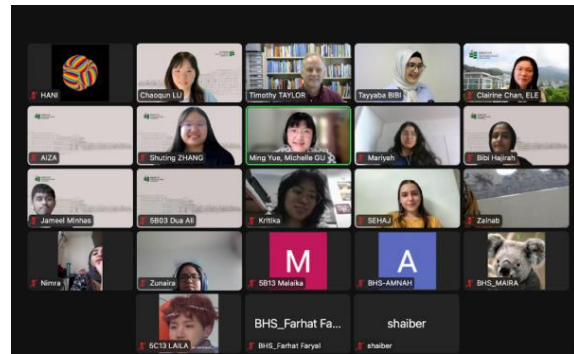 HANI
Chaoqun LU
Timothy TAYLOR
Tayyaba BIBI
Clairine Chan, ELE
AIZA
Shuting ZHANG
Ming Yue, Michelle GU
Mariyah
Bibi Hajirah
Jameel Minhas
5B03 Dua Ali
Kritika
SEHAJ
Zainab
Nimra
Zunaira
M
5B13 Malaika
A
BHS-AMNAH
BHS_MAIRA
5C13 LAILA
BHS_Farhat Fa...
BHS_Farhat Faryal
shaiber
shaiber